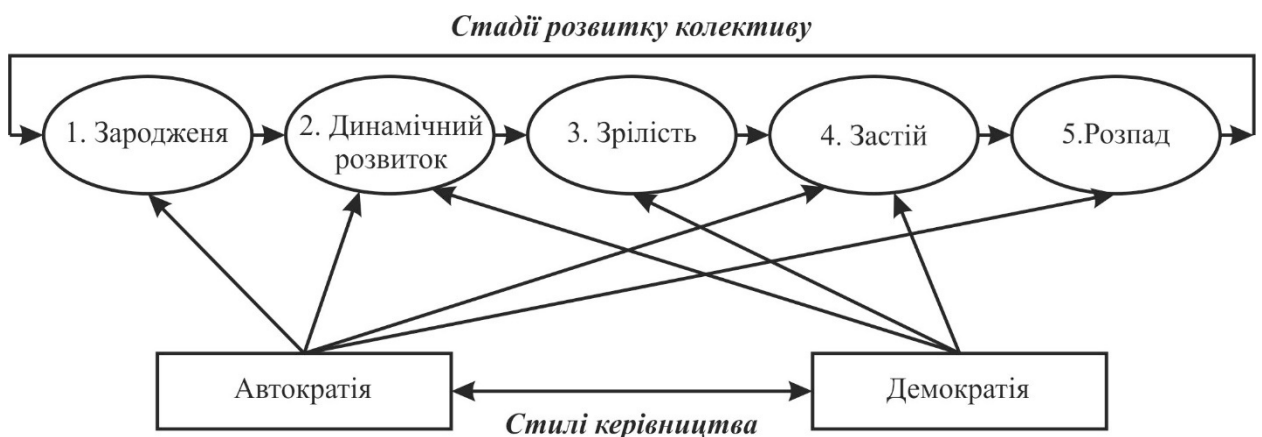 Стадії розвитку колективу
1. Зародженя
2. Динамічний
розвиток
3. Зрілість
4. Застій
5.Розпад
Автократія
Демократія
Стилі керівництва